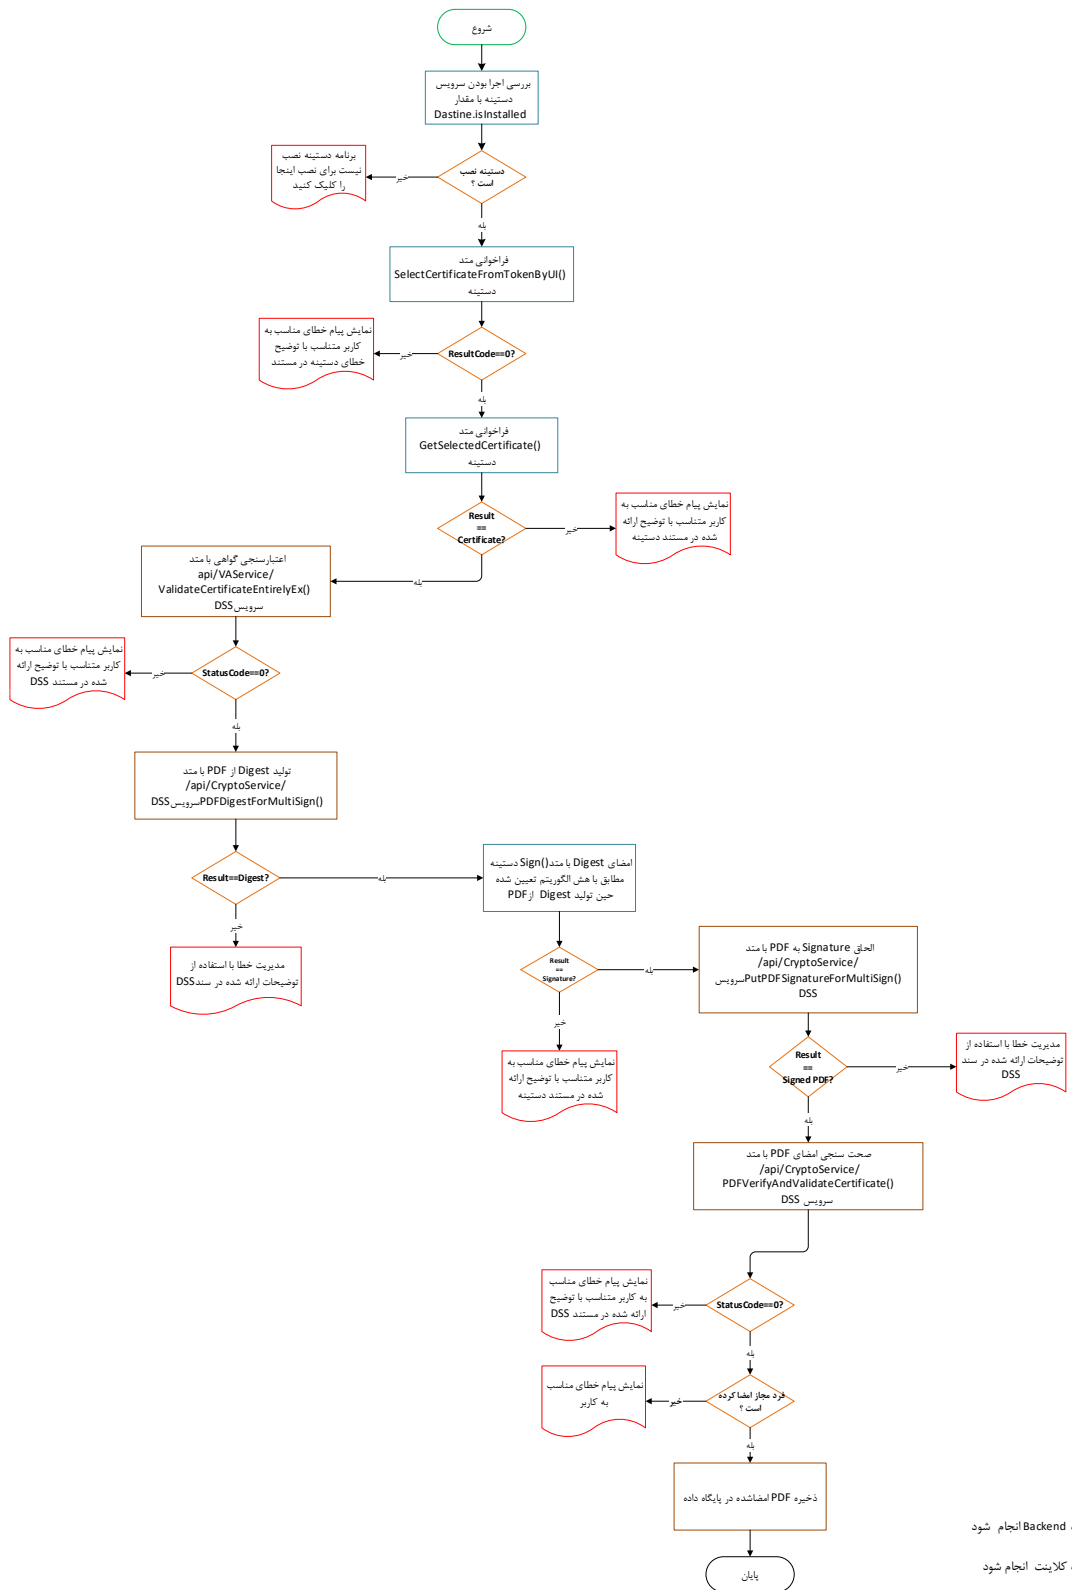 شروع
بررسی اجرا بودن سرویس
دستینه با مقدار
Dastine.isInstalled
دستینه نصب
است ؟
خیر
برنامه دستینه نصب
نیست برای نصب اینجا
را کلیک کنید
بله
فراخوانی متد
SelectCertificateFromTokenByUI()
دستینه
ResultCode==0?
خیر
نمایش پیام خطای مناسب به
کاربر متناسب با توضیح
خطای دستینه در مستند
بله
فراخوانی متد
GetSelectedCertificate()
دستینه
Result
==
Certificate?
خیر
نمایش پیام خطای مناسب به
کاربر متناسب با توضیح ارائه
شده در مستند دستینه
بله
اعتبارسنجی گواهی با متد
api/VAService/
ValidateCertificateEntirelyEx()
سرویس DSS
StatusCode==0?
خیر
نمایش پیام خطای مناسب به
کاربر متناسب با توضیح ارائه
شده در مستند DSS
بله
تولید Digest از PDF با متد
/api/CryptoService/
PDFDigestForMultiSign() سرویس DSS
Result==Digest?
بله
خیر
مدیریت خطا با استفاده از
توضیحات ارائه شده در سند DSS
امضای Digest با متد Sign() دستینه
مطابق با هش الگوریتم تعیین شده
حین تولید Digest از PDF
Result
==
Signature?
بله
خیر
نمایش پیام خطای مناسب به
کاربر متناسب با توضیح ارائه
شده در مستند دستینه
الحاق Signature به PDF با متد
/api/CryptoService/
PutPDFSignatureForMultiSign() سرویس
DSS
Result
==
Signed PDF?
خیر
مدیریت خطا با استفاده از
توضیحات ارائه شده در سند
DSS
بله
صحت سنجی امضای PDF با متد
/api/CryptoService/
PDFVerifyAndValidateCertificate()
سرویس DSS
StatusCode==0?
خیر
نمایش پیام خطای مناسب
به کاربر متناسب با توضیح
ارائه شده در مستند DSS
بله
فرد مجاز امضا کرده
است ؟
خیر
نمایش پیام خطای مناسب
به کاربر
بله
ذخیره PDF امضاشده در پایگاه داده
پایان
Backend انجام شود
کلاینت انجام شود